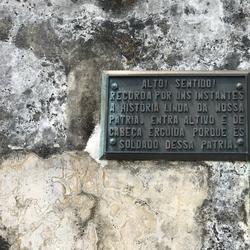 ALTO! SENTIDO!
RECORDA POR UNS INSTANTES
A HISTÓRIA LINDA DA NOSSA
PATRIA. ENTRA ALTIVO E DE
CABEÇA ERGUIDA PORQUE ÉS
SOLDADO DESSA PATRIA.